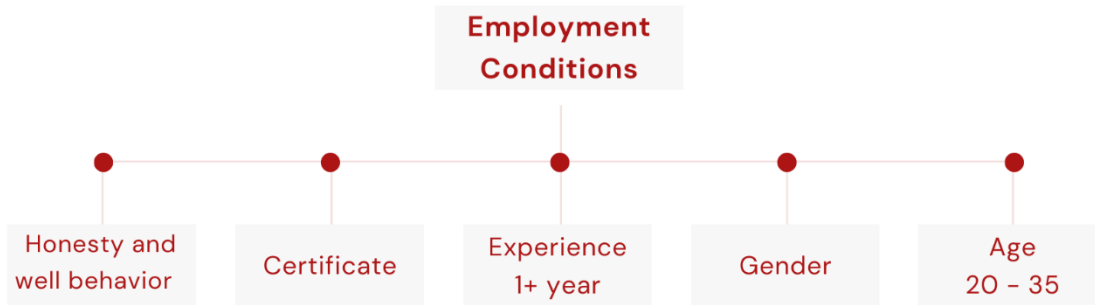 Employment
Conditions
Honesty and
well behavior
Certificate
Experience
1+ year
Gender
Age
20 - 35